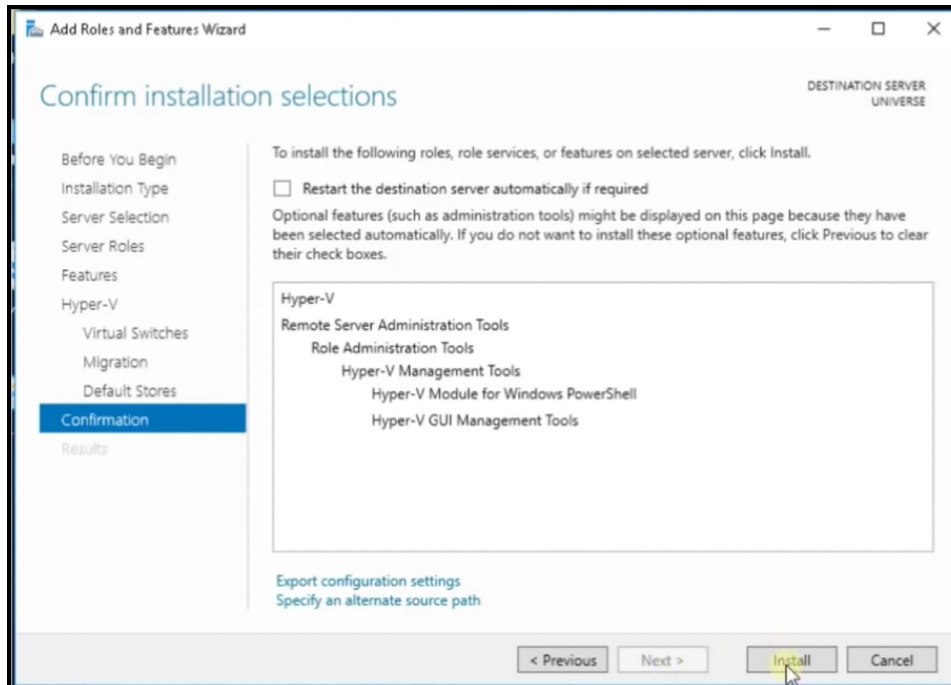 Add Roles and Features Wizard
Confirm installation selections
DESTINATION SERVER
UNIVERSE
Before You Begin
Installation Type
Server Selection
Server Roles
Features
Hyper-V
Virtual Switches
Migration
Default Stores
Confirmation
Results
To install the following roles, role services, or features on selected server, click Install.
Restart the destination server automatically if required
Optional features (such as administration tools) might be displayed on this page because they have
been selected automatically. If you do not want to install these optional features, click Previous to clear
their check boxes.
Hyper-V
Remote Server Administration Tools
Role Administration Tools
Hyper-V Management Tools
Hyper-V Module for Windows PowerShell
Hyper-V GUI Management Tools
Export configuration settings
Specify an alternate source path
< Previous
Next >
Install
Cancel